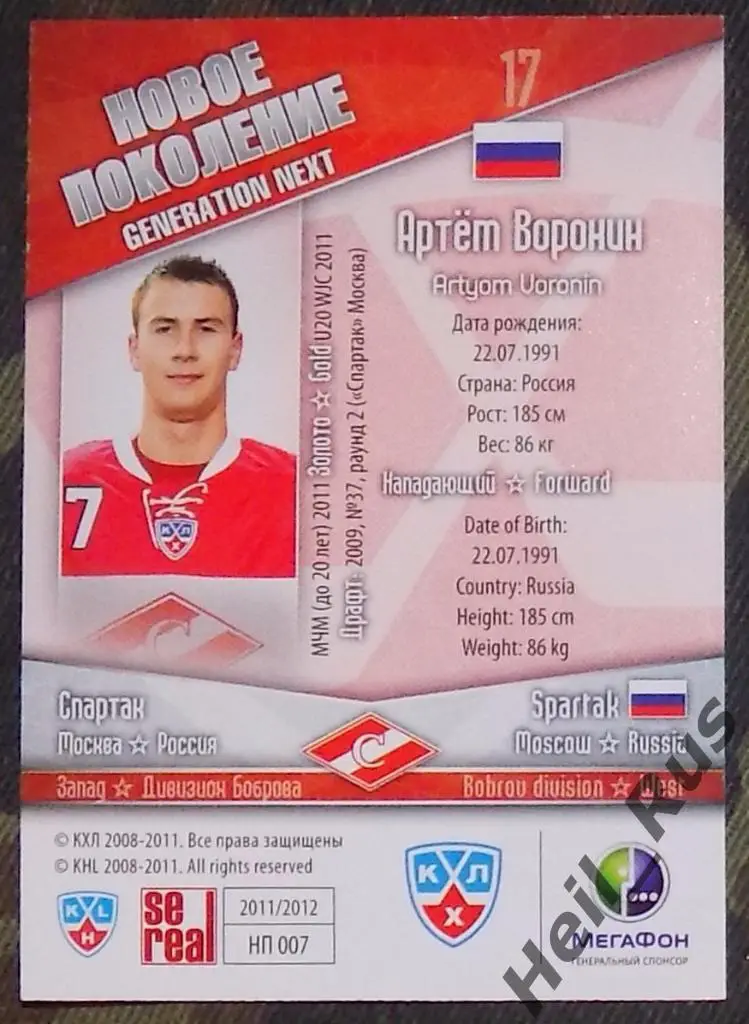 17
НОВОЕ
ПОКОЛЕНИЕ
GENERATION NEXT
Артём Воронин
Artyom Voronin
Дата рождения:
22.07.1991
Страна: Россия
Рост: 185 см
Вес: 86 кг
Нападающий ☆ Forward
Date of Birth:
22.07.1991
Country: Russia
Height: 185 cm
Weight: 86 kg
МЧМ (до 20 лет) 2011 Золото ☆ Gold U20 WJC 2011
Драфт: 2009, №37, раунд 2 («Спартак» Москва)
7
КХЛ
Х
С
Спартак
Москва ☆ Россия
С
Spartak
Moscow ☆ Russia
Запад ☆ Дивизион Боброва
Bobrov division ☆ West
© КХЛ 2008-2011. Все права защищены
© KHL 2008-2011. All rights reserved
KHL
H
se
real
2011/2012
НП 007
КХЛ
Х
МЕГАФОН
ГЕНЕРАЛЬНЫЙ СПОНСОР
Heil_Rus